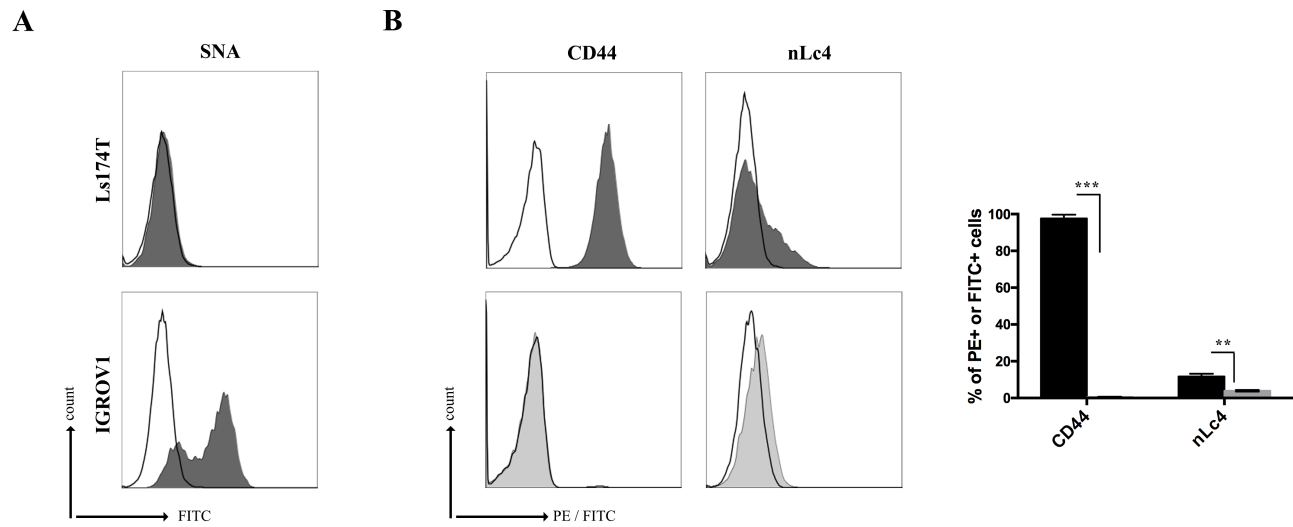 A
B
SNA
CD44
nLc4
Ls174T
IGROV1
count
FITC
count
PE / FITC
% of PE+ or FITC+ cells
100
80
60
40
20
0
***
**
CD44
nLc4